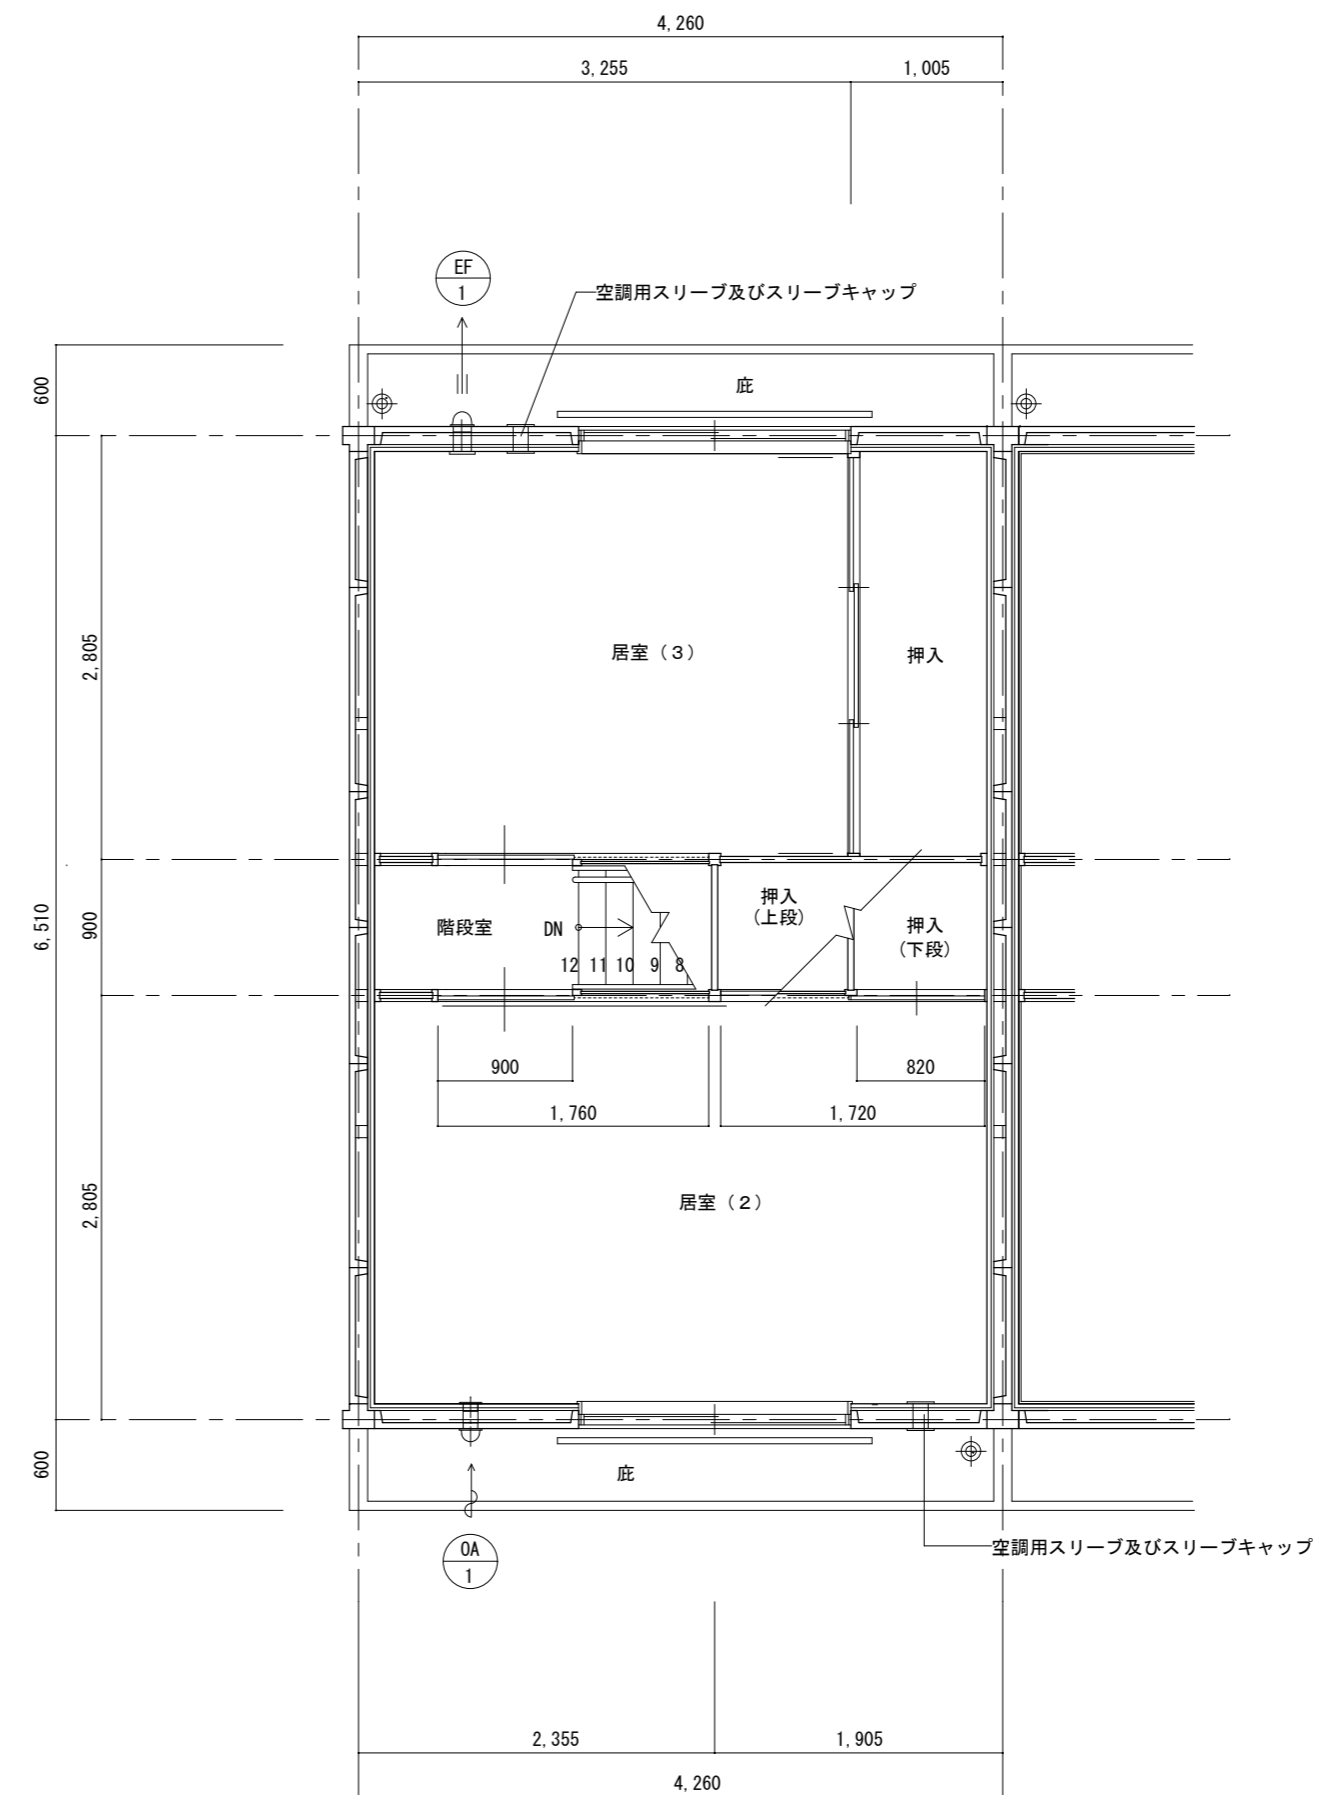 4,260
3,255
1,005
EF
1
空調用スリーブ及びスリーブキャップ
600
庇
2,805
居室（3）
押入
6,510
900
階段室
DN
12 11 10 9 8
押入
(上段)
押入
(下段)
900
820
1,760
1,720
2,805
居室（2）
600
庇
OA
1
空調用スリーブ及びスリーブキャップ
2,355
1,905
4,260